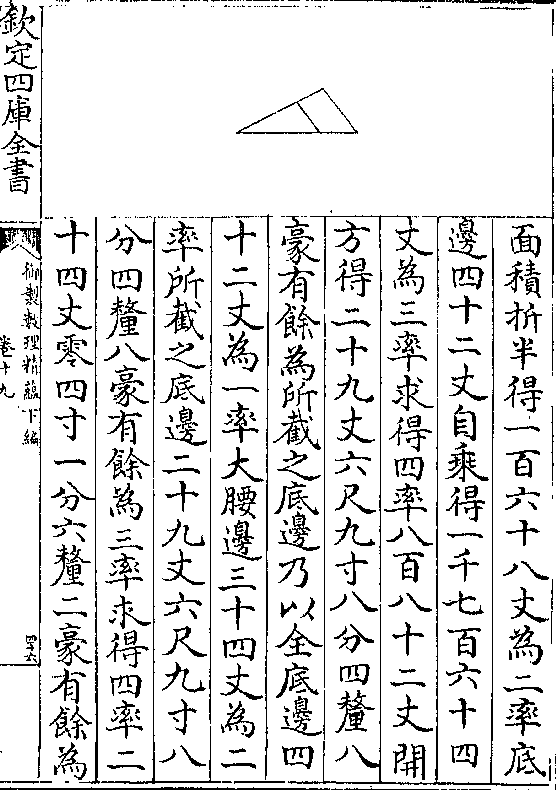 面積折半得一百六十八丈為二率底
邊四十二丈自乘得一千七百六十四
丈為三率求得四率八百八十二丈開
方得二十九丈六尺九寸八分四釐八
豪有餘為所截之底邊乃以全底邊四
十二丈為一率大腰邊三十四丈為二
率所截之底邊二十九丈六尺九寸八
分四釐八豪有餘為三率求得四率二
十四丈零四寸一分六釐二豪有餘為
欽定四庫全書
御製數理精蘊下編
卷十九
四六